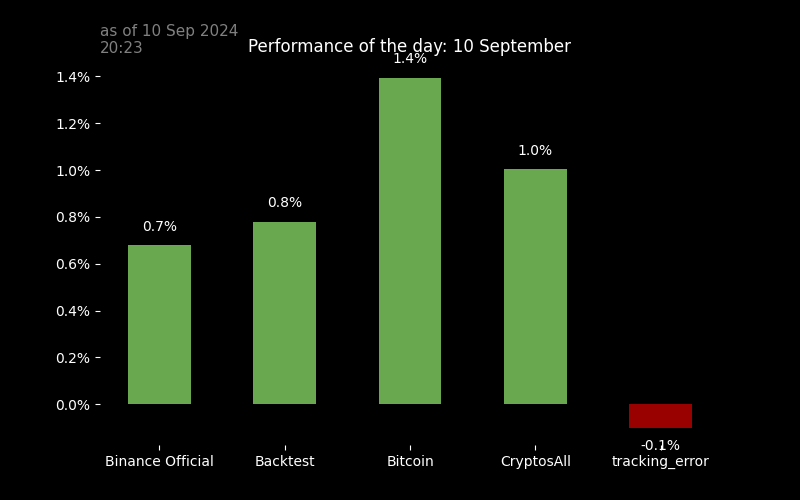 as of 10 Sep 2024
20:23
Performance of the day: 10 September
1.4%
1.2%
1.0%
0.8%
0.6%
0.4%
0.2%
0.0%
0.7%
0.8%
1.4%
1.0%
-0.1%
Binance Official
Backtest
Bitcoin
CryptosAll
tracking_error